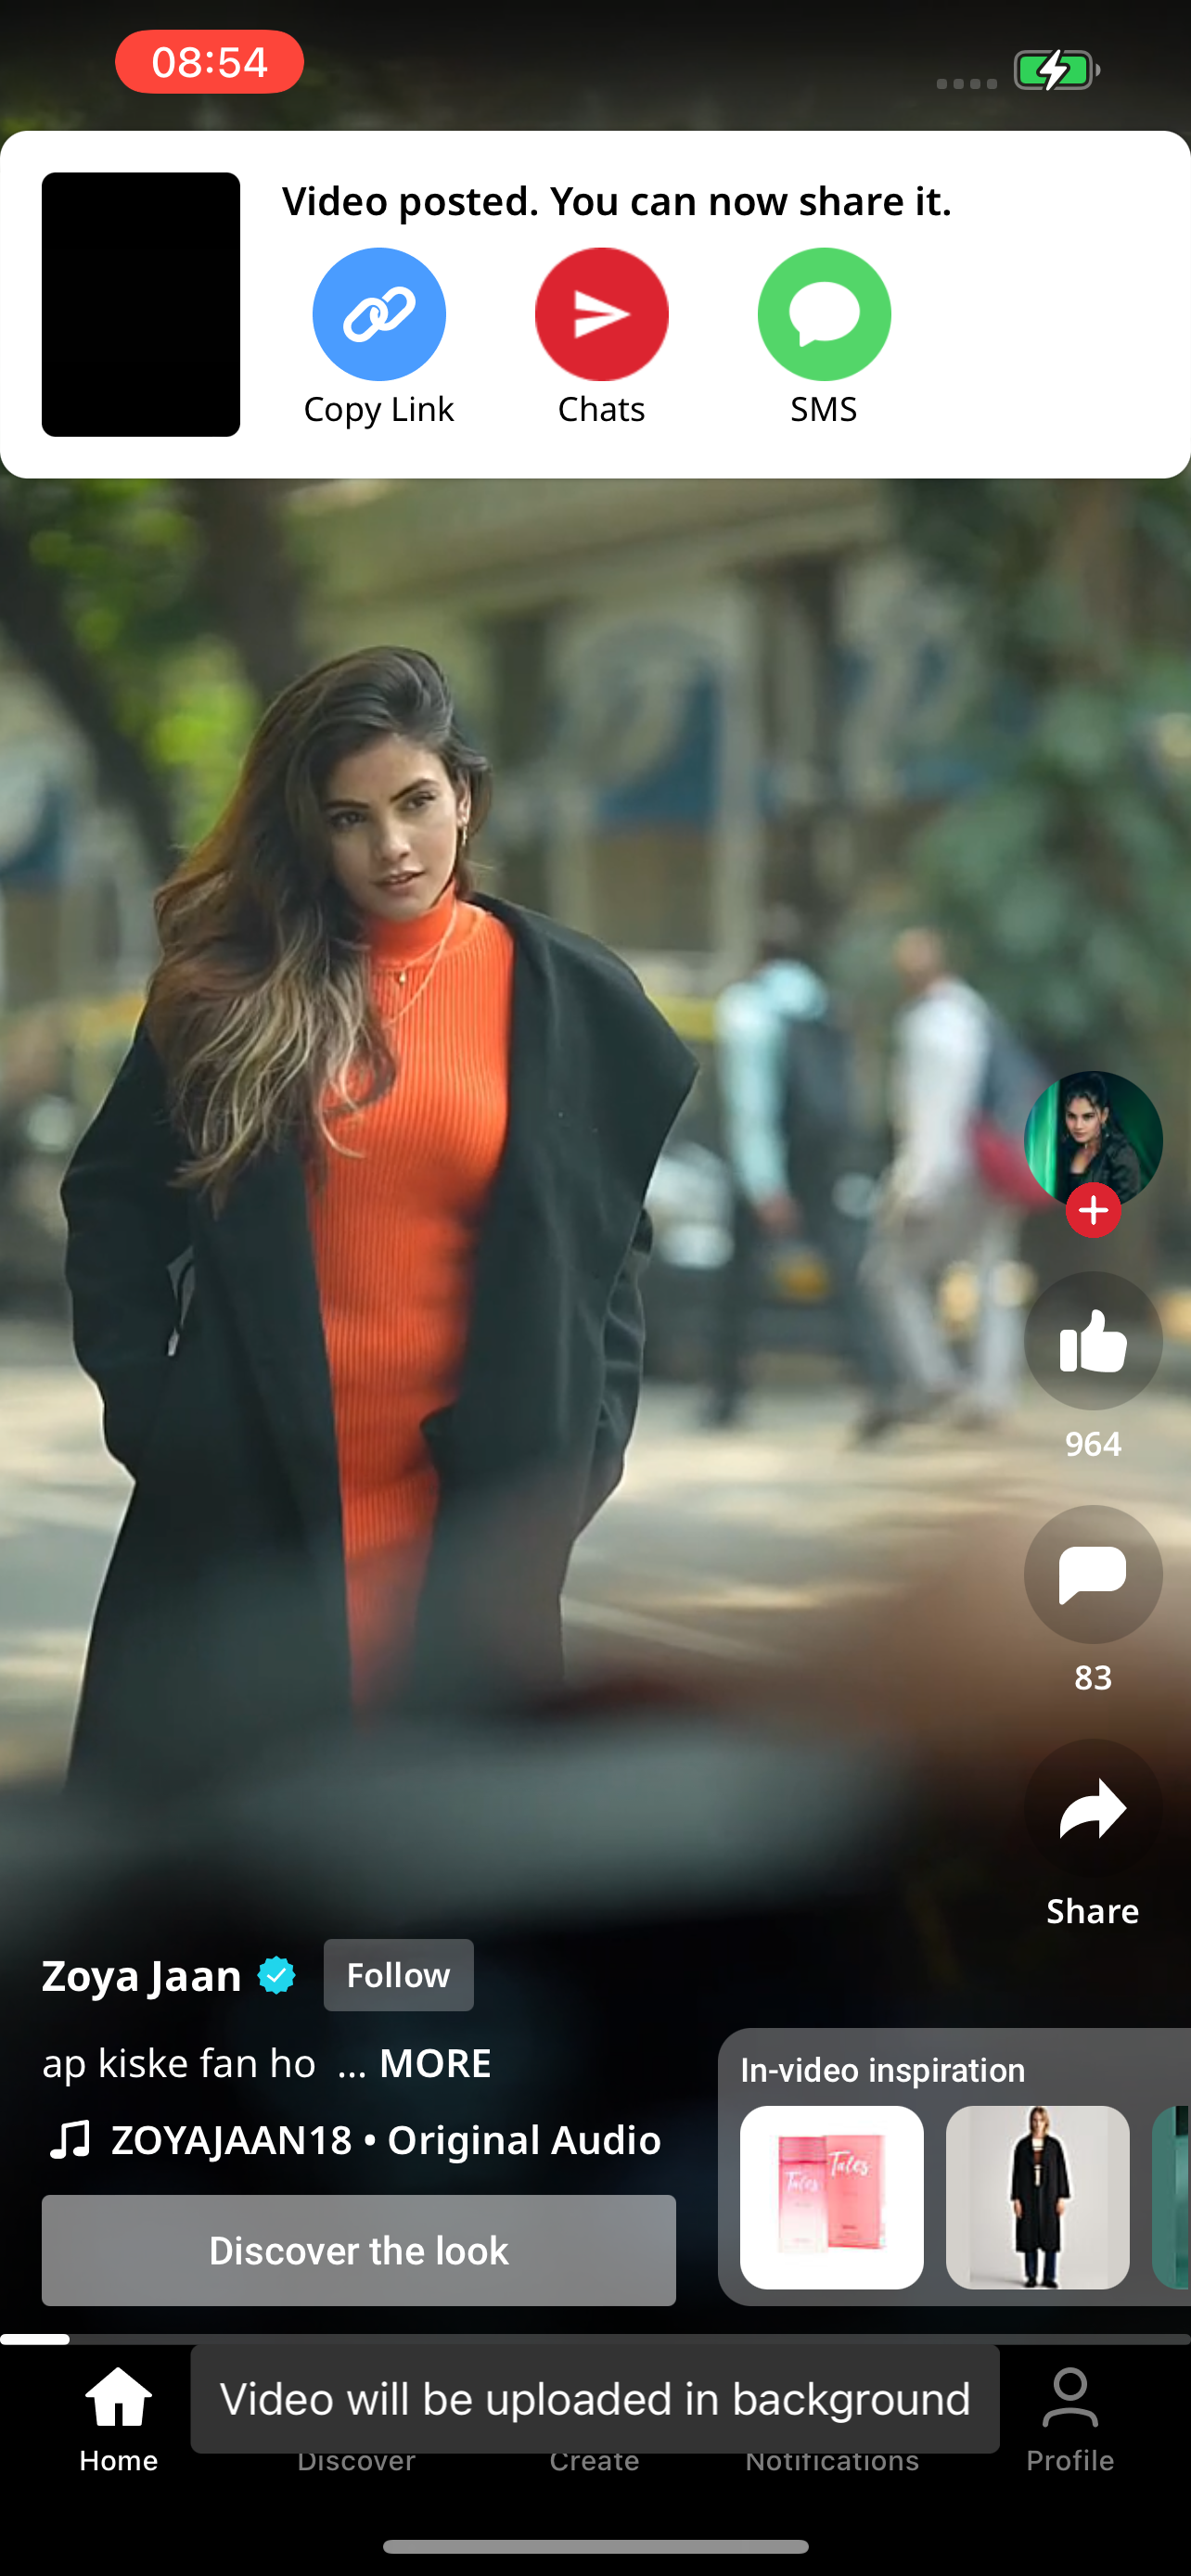 08:54
Video posted. You can now share it.
Copy Link
Chats
SMS
964
83
Share
Zoya Jaan
Follow
ap kiske fan ho ... MORE
ZOYAJAAN18 • Original Audio
Discover the look
In-video inspiration
Tales
Tales
Video will be uploaded in background
Home
Discover
Create
Notifications
Profile